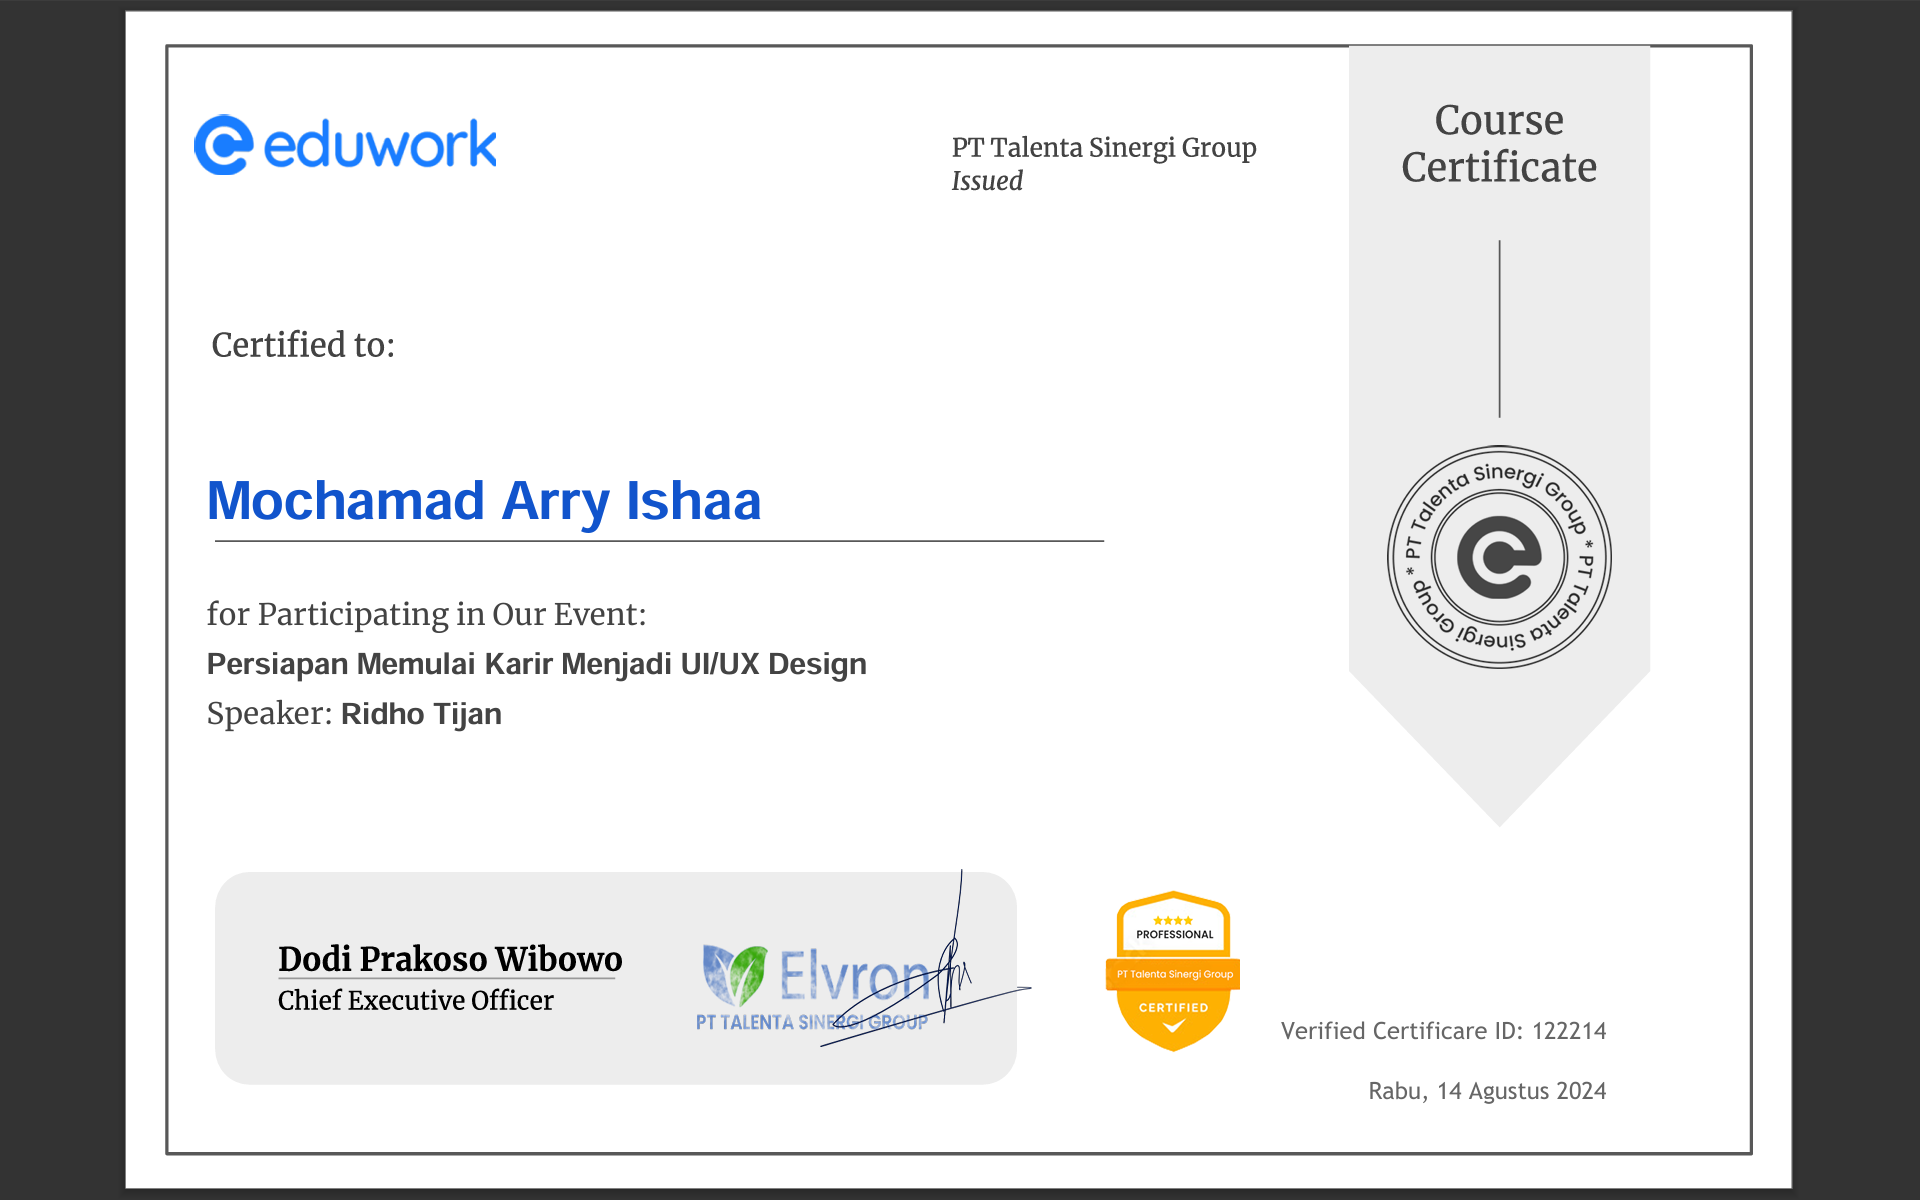 eduwork
PT Talenta Sinergi Group
Issued
Course
Certificate
Certified to:
Mochamad Arry Ishaa
for Participating in Our Event:
Persiapan Memulai Karir Menjadi UI/UX Design
Speaker: Ridho Tijan
PT Talenta Sinergi Group * PT Talenta Sinergi Group *
Dodi Prakoso Wibowo
Chief Executive Officer
Elvron
PT TALENTA SINERGI GROUP
PROFESSIONAL
PT Talenta Sinergi Group
CERTIFIED
Verified Certificare ID: 122214
Rabu, 14 Agustus 2024